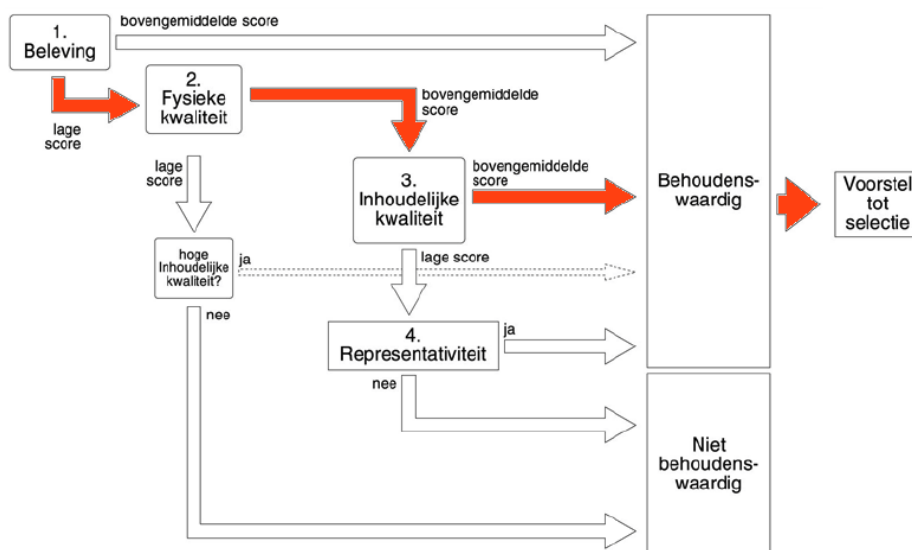 1.
Beleving
bovengemiddelde score
lage
score
2.
Fysieke
kwaliteit
bovengemiddelde
score
lage
score
3.
Inhoudelijke
kwaliteit
bovengemiddelde
score
Behoudens-
waardig
Voorstel
tot
selectie
hoge
Inhoudelijke
kwaliteit?
ja
lage score
nee
4.
Representativiteit
ja
nee
Niet
behoudens-
waardig